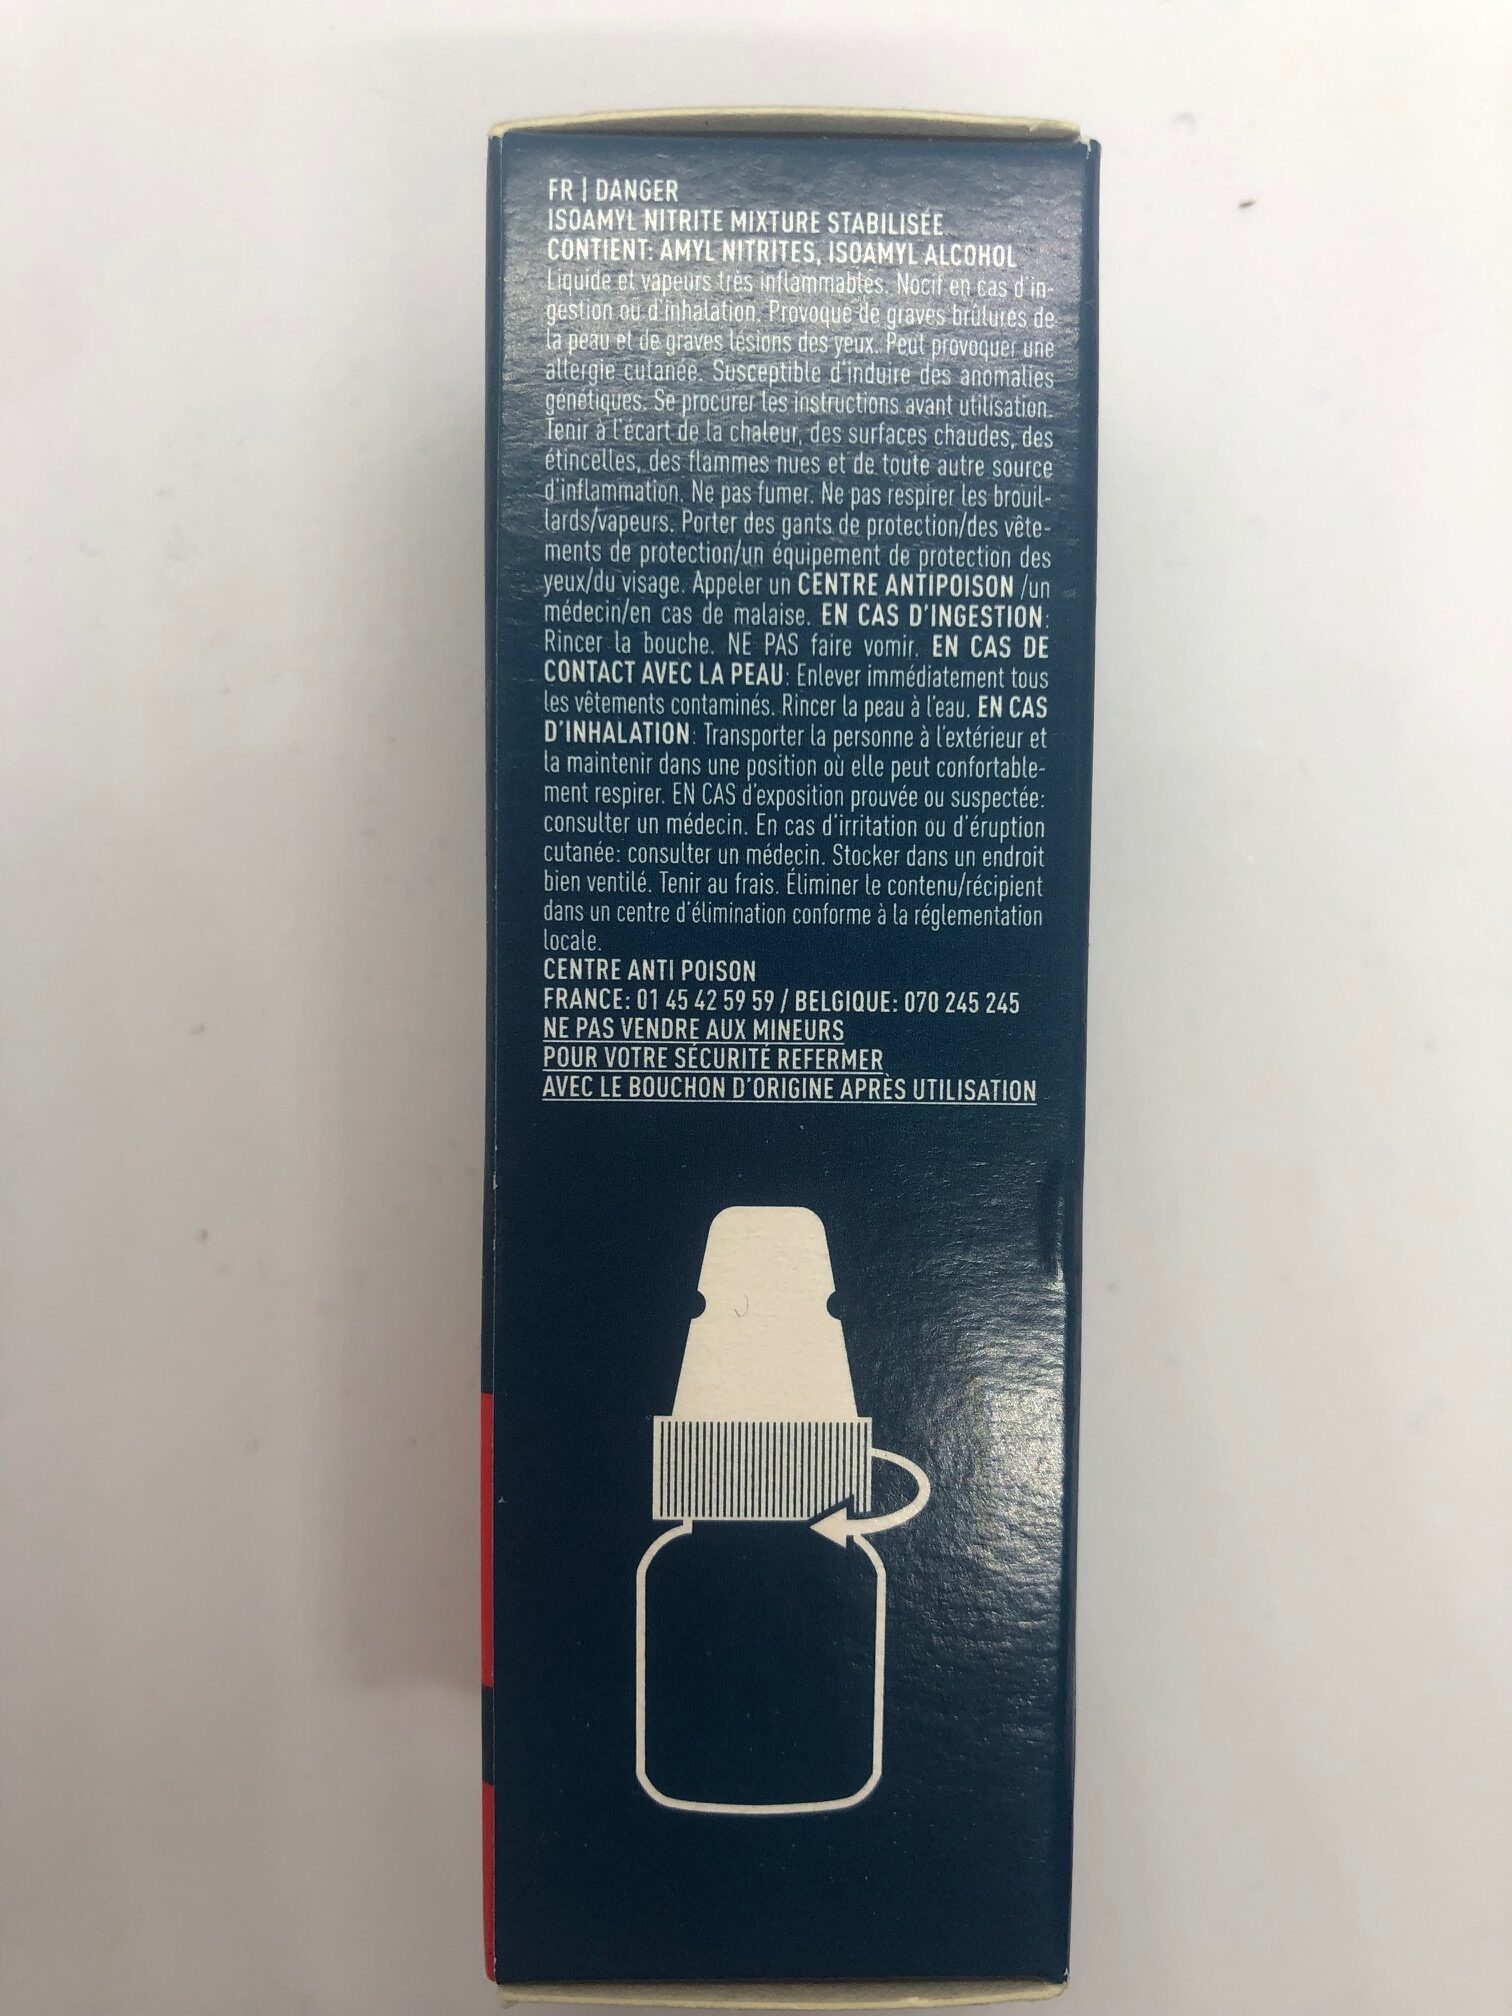 FR | DANGER
ISOAMYL NITRITE MIXTURE STABILISÉE
CONTIENT: AMYL NITRITES, ISOAMYL ALCOHOL
Liquide et vapeurs très inflammables. Nocif en cas d'in-
gestion ou d'inhalation. Provoque de graves brûlures de
la peau et de graves lésions des yeux. Peut provoquer une
allergie cutanée. Susceptible d'induire des anomalies
génétiques. Se procurer les instructions avant utilisation.
Tenir à l'écart de la chaleur, des surfaces chaudes, des
étincelles, des flammes nues et de toute autre source
d'inflammation. Ne pas fumer. Ne pas respirer les brouil-
lards/vapeurs. Porter des gants de protection/des vête-
ments de protection/un équipement de protection des
yeux/du visage. Appeler un CENTRE ANTIPOISON /un
médecin/en cas de malaise. EN CAS D'INGESTION:
Rincer la bouche. NE PAS faire vomir. EN CAS DE
CONTACT AVEC LA PEAU: Enlever immédiatement tous
les vêtements contaminés. Rincer la peau à l'eau. EN CAS
D'INHALATION: Transporter la personne à l'extérieur et
la maintenir dans une position où elle peut confortable-
ment respirer. EN CAS d'exposition prouvée ou suspectée:
consulter un médecin. En cas d'irritation ou d'éruption
cutanée: consulter un médecin. Stocker dans un endroit
bien ventilé. Tenir au frais. Éliminer le contenu/récipient
dans un centre d'élimination conforme à la réglementation
locale.
CENTRE ANTI POISON
FRANCE: 01 45 42 59 59 / BELGIQUE: 070 245 245
NE PAS VENDRE AUX MINEURS
POUR VOTRE SÉCURITÉ REFERMER
AVEC LE BOUCHON D'ORIGINE APRÈS UTILISATION